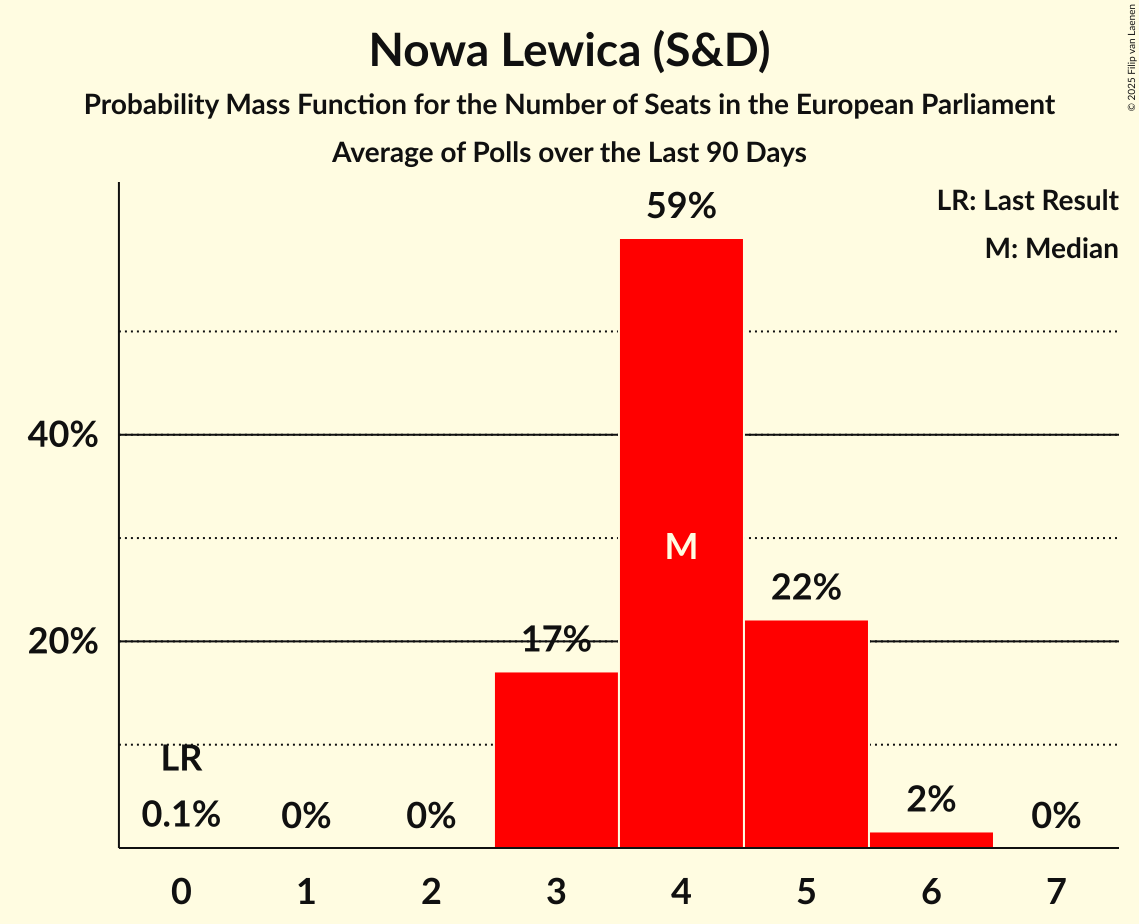 Nowa Lewica (S&D)
Probability Mass Function for the Number of Seats in the European Parliament
Average of Polls over the Last 90 Days
© 2025 Filip van Laenen
LR: Last Result
M: Median
59%
40%
M
22%
20%
17%
LR
0.1%
0%
0%
2%
0%
0 1 2 3 4 5 6 7